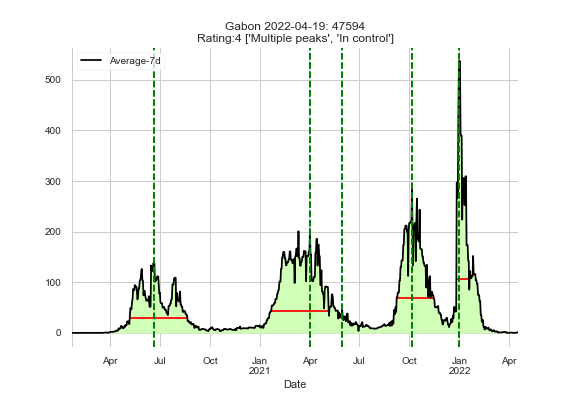 Gabon 2022-04-19: 47594
Rating:4 ['Multiple peaks', 'In control']
Average-7d
500
400
300
200
100
0
Apr Jul Oct Jan Apr Jul Oct Jan Apr
2021 2022
Date